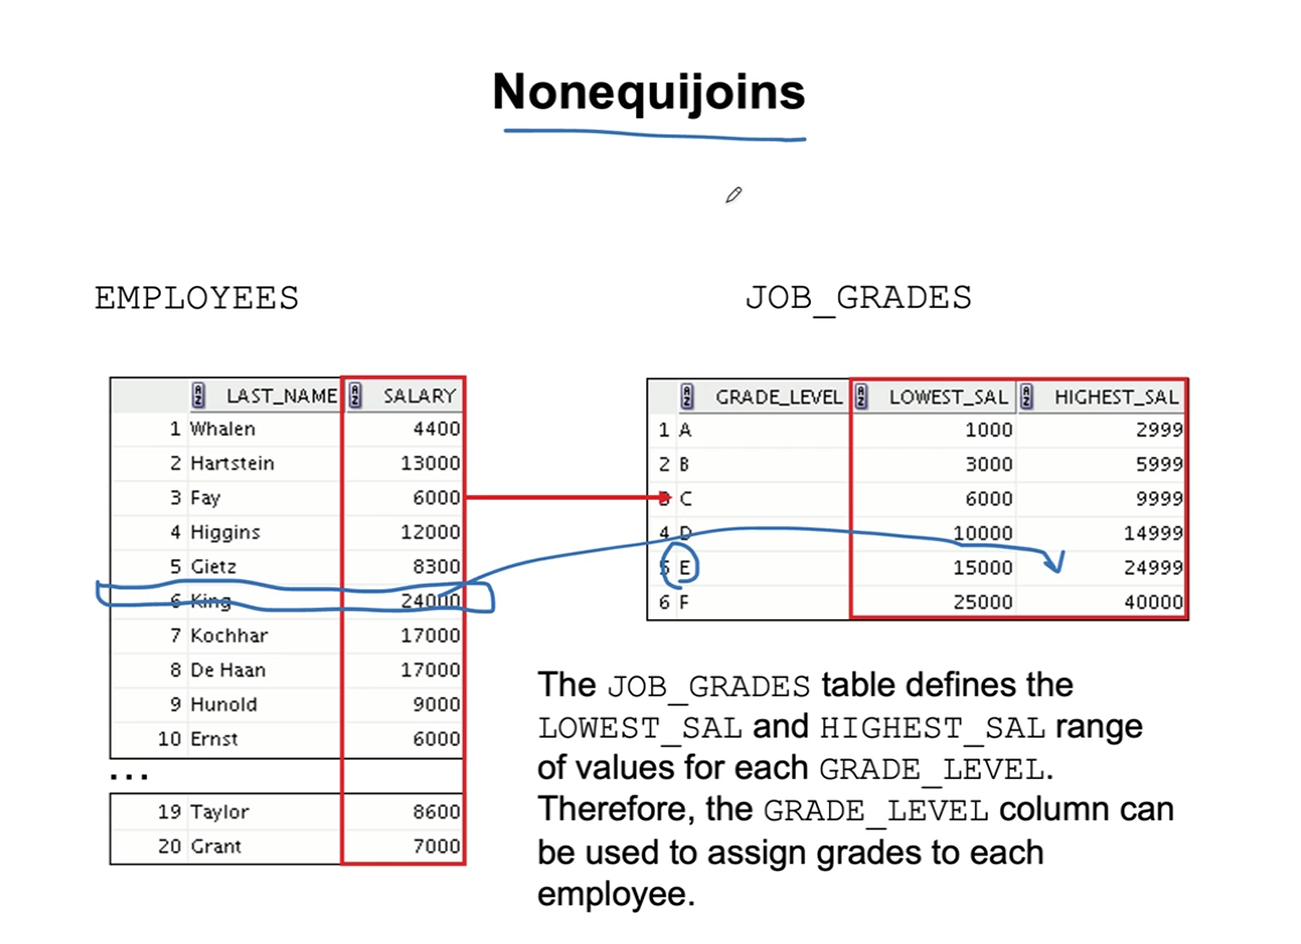 Nonequijoins
EMPLOYEES
JOB_GRADES
LAST_NAME SALARY
1 Whalen 4400
2 Hartstein 13000
3 Fay 6000
4 Higgins 12000
5 Gietz 8300
6 King 24000
7 Kochhar 17000
8 De Haan 17000
9 Hunold 9000
10 Ernst 6000
...
19 Taylor 8600
20 Grant 7000
GRADE_LEVEL LOWEST_SAL HIGHEST_SAL
1 A 1000 2999
2 B 3000 5999
3 C 6000 9999
4 D 10000 14999
5 E 15000 24999
6 F 25000 40000
The JOB_GRADES table defines the
LOWEST_SAL and HIGHEST_SAL range
of values for each GRADE_LEVEL.
Therefore, the GRADE_LEVEL column can
be used to assign grades to each
employee.